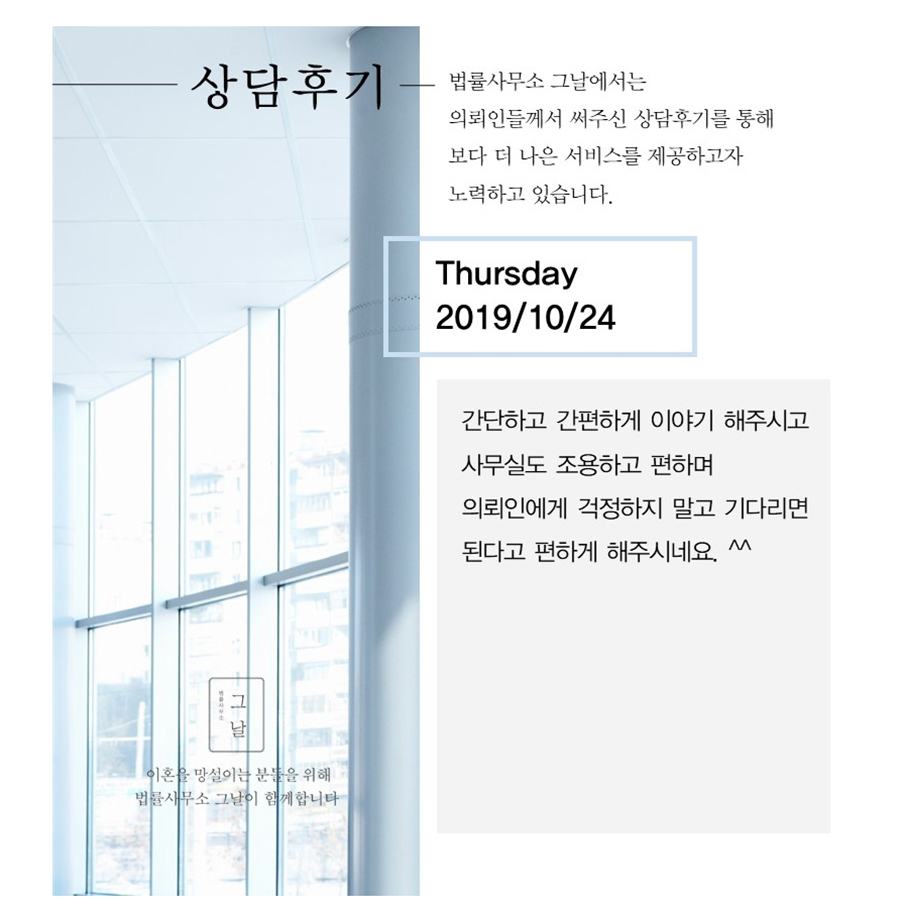 상담후기
법률사무소 그날에서는
의뢰인들께서 써주신 상담후기를 통해
보다 더 나은 서비스를 제공하고자
노력하고 있습니다.
Thursday
2019/10/24
간단하고 간편하게 이야기 해주시고
사무실도 조용하고 편하며
의뢰인에게 걱정하지 말고 기다리면
된다고 편하게 해주시네요. ^^
법률사무소
그날
이혼을 망설이는 분들을 위해
법률사무소 그날이 함께합니다